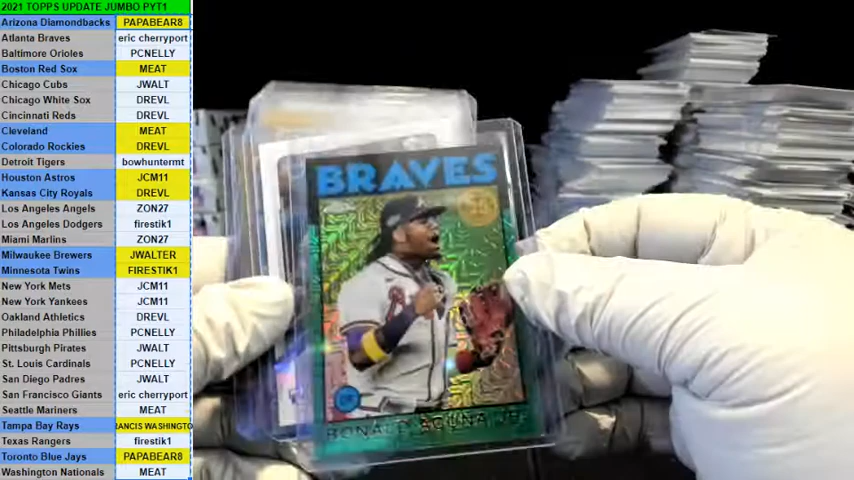 2021 TOPPS UPDATE JUMBO PYT1
Arizona Diamondbacks PAPABEAR8
Atlanta Braves eric cherryport
Baltimore Orioles PCNELLY
Boston Red Sox MEAT
Chicago Cubs JWALT
Chicago White Sox DREVL
Cincinnati Reds DREVL
Cleveland MEAT
Colorado Rockies DREVL
Detroit Tigers bowhuntermt
Houston Astros JCM11
Kansas City Royals DREVL
Los Angeles Angels ZON27
Los Angeles Dodgers firestik1
Miami Marlins ZON27
Milwaukee Brewers JWALTER
Minnesota Twins FIRESTIK1
New York Mets JCM11
New York Yankees JCM11
Oakland Athletics DREVL
Philadelphia Phillies PCNELLY
Pittsburgh Pirates JWALT
St. Louis Cardinals PCNELLY
San Diego Padres JWALT
San Francisco Giants eric cherryport
Seattle Mariners MEAT
Tampa Bay Rays RANCIS WASHINGTO
Texas Rangers firestik1
Toronto Blue Jays PAPABEAR8
Washington Nationals MEAT
BRAVES
RONALD ACUNA JR.